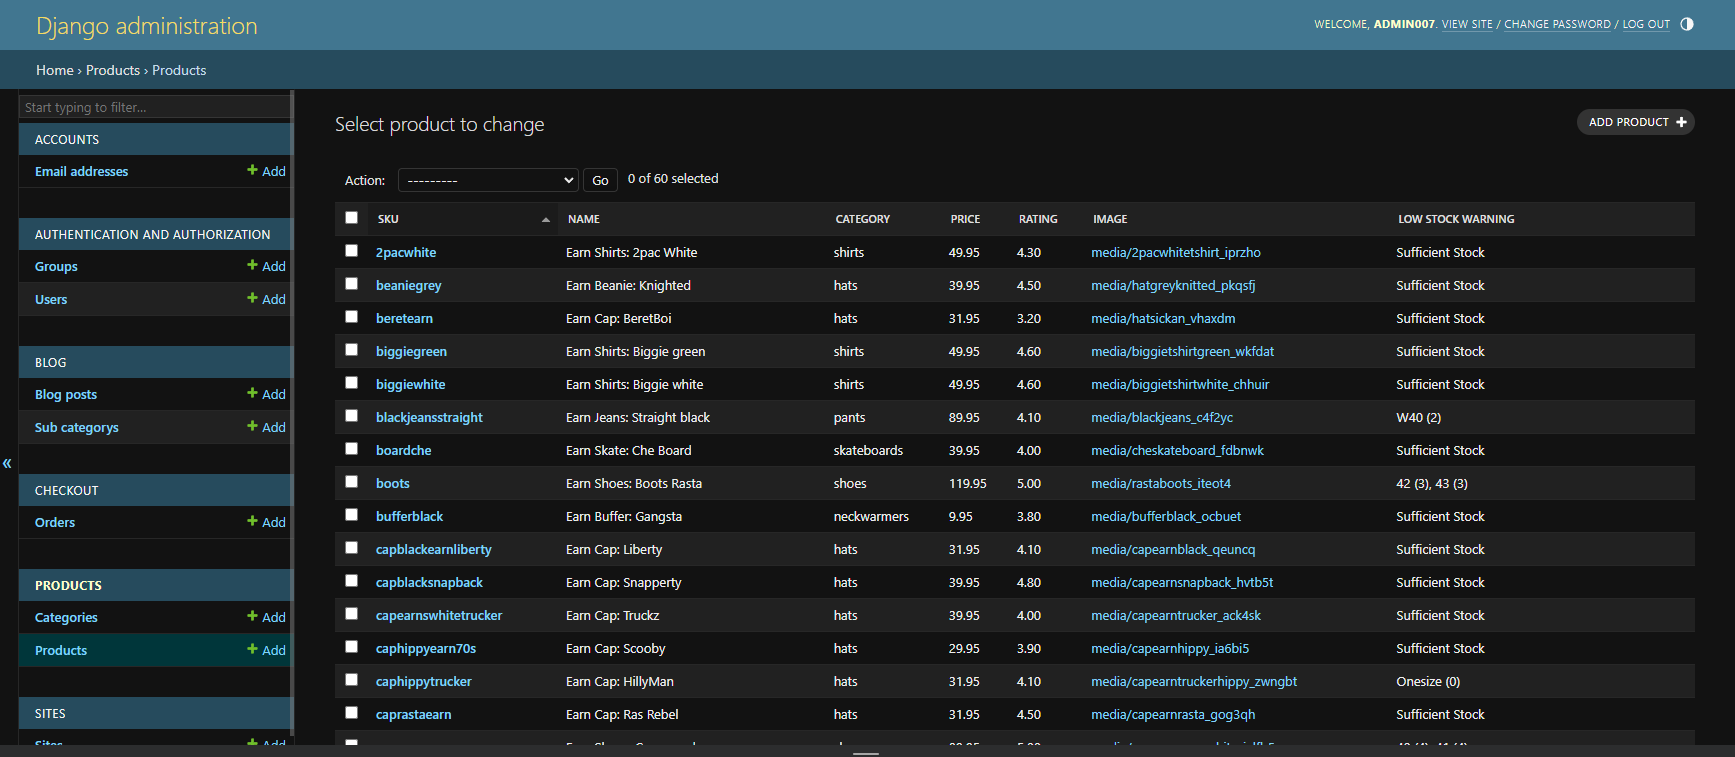 Django administration
WELCOME, ADMIN007. VIEW SITE / CHANGE PASSWORD / LOG OUT
Home › Products › Products
Start typing to filter...
ACCOUNTS
Email addresses + Add
AUTHENTICATION AND AUTHORIZATION
Groups + Add
Users + Add
BLOG
Blog posts + Add
Sub categorys + Add
«
CHECKOUT
Orders + Add
PRODUCTS
Categories + Add
Products + Add
SITES
Sites + Add
Select product to change
ADD PRODUCT +
Action: --------- Go 0 of 60 selected
SKU NAME CATEGORY PRICE RATING IMAGE LOW STOCK WARNING
2pacwhite Earn Shirts: 2pac White shirts 49.95 4.30 media/2pacwhitetshirt_iprzho Sufficient Stock
beaniegrey Earn Beanie: Knighted hats 39.95 4.50 media/hatgreyknitted_pkqsfj Sufficient Stock
beretearn Earn Cap: BeretBoi hats 31.95 3.20 media/hatsickan_vhaxdm Sufficient Stock
biggiegreen Earn Shirts: Biggie green shirts 49.95 4.60 media/biggietshirtgreen_wkfdat Sufficient Stock
biggiewhite Earn Shirts: Biggie white shirts 49.95 4.60 media/biggietshirtwhite_chhuir Sufficient Stock
blackjeansstraight Earn Jeans: Straight black pants 89.95 4.10 media/blackjeans_c4f2yc W40 (2)
boardche Earn Skate: Che Board skateboards 39.95 4.00 media/cheskateboard_fdbnwk Sufficient Stock
boots Earn Shoes: Boots Rasta shoes 119.95 5.00 media/rastaboots_iteot4 42 (3), 43 (3)
bufferblack Earn Buffer: Gangsta neckwarmers 9.95 3.80 media/bufferblack_ocbuet Sufficient Stock
capblackearnliberty Earn Cap: Liberty hats 31.95 4.10 media/capearnblack_qeuncq Sufficient Stock
capblacksnapback Earn Cap: Snapperty hats 39.95 4.80 media/capearnsnapback_hvtb5t Sufficient Stock
capearnswhitetrucker Earn Cap: Truckz hats 39.95 4.00 media/capearntrucker_ack4sk Sufficient Stock
caphippyearn70s Earn Cap: Scooby hats 29.95 3.90 media/capearnhippy_ia6bi5 Sufficient Stock
caphippytrucker Earn Cap: HillyMan hats 31.95 4.10 media/capearntruckerhippy_zwngbt Onesize (0)
caprastaearn Earn Cap: Ras Rebel hats 31.95 4.50 media/capearnrasta_gog3qh Sufficient Stock